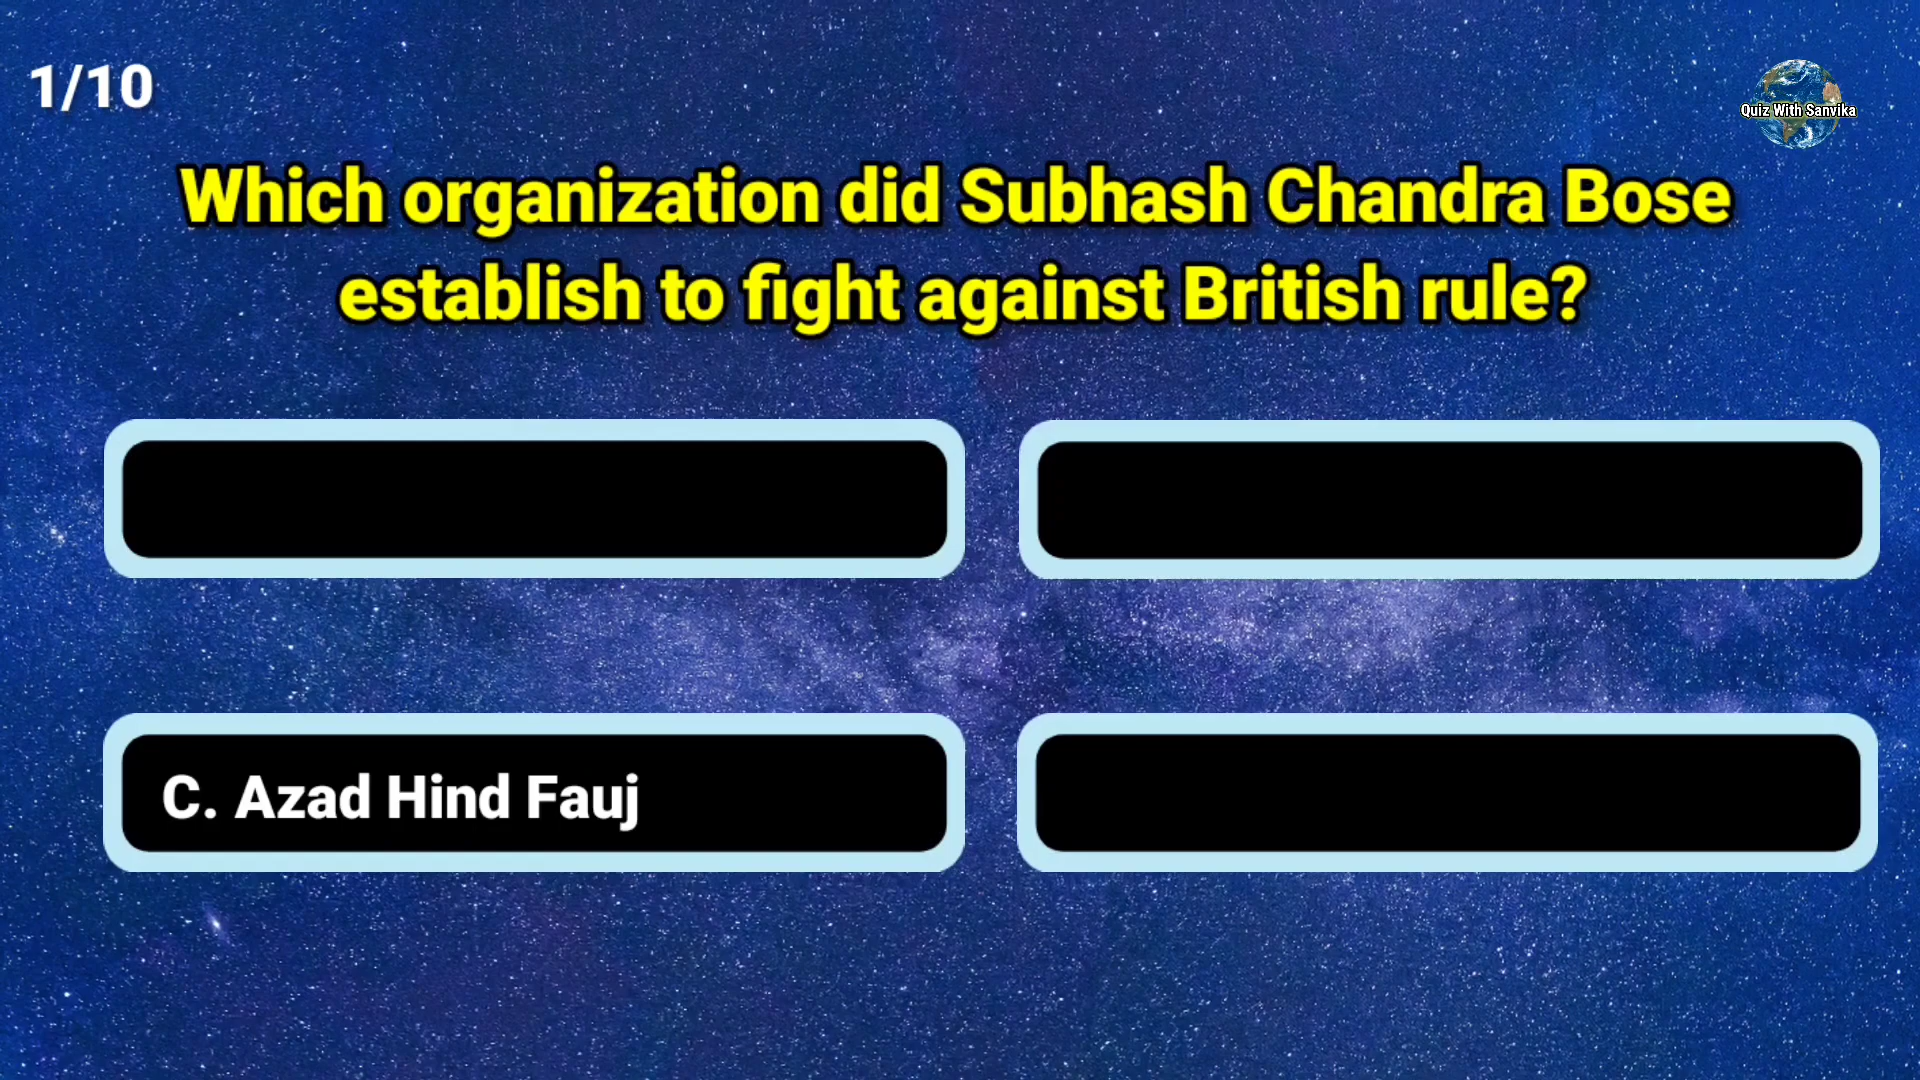 1/10
Quiz With Sanvika
Which organization did Subhash Chandra Bose
establish to fight against British rule?
C. Azad Hind Fauj